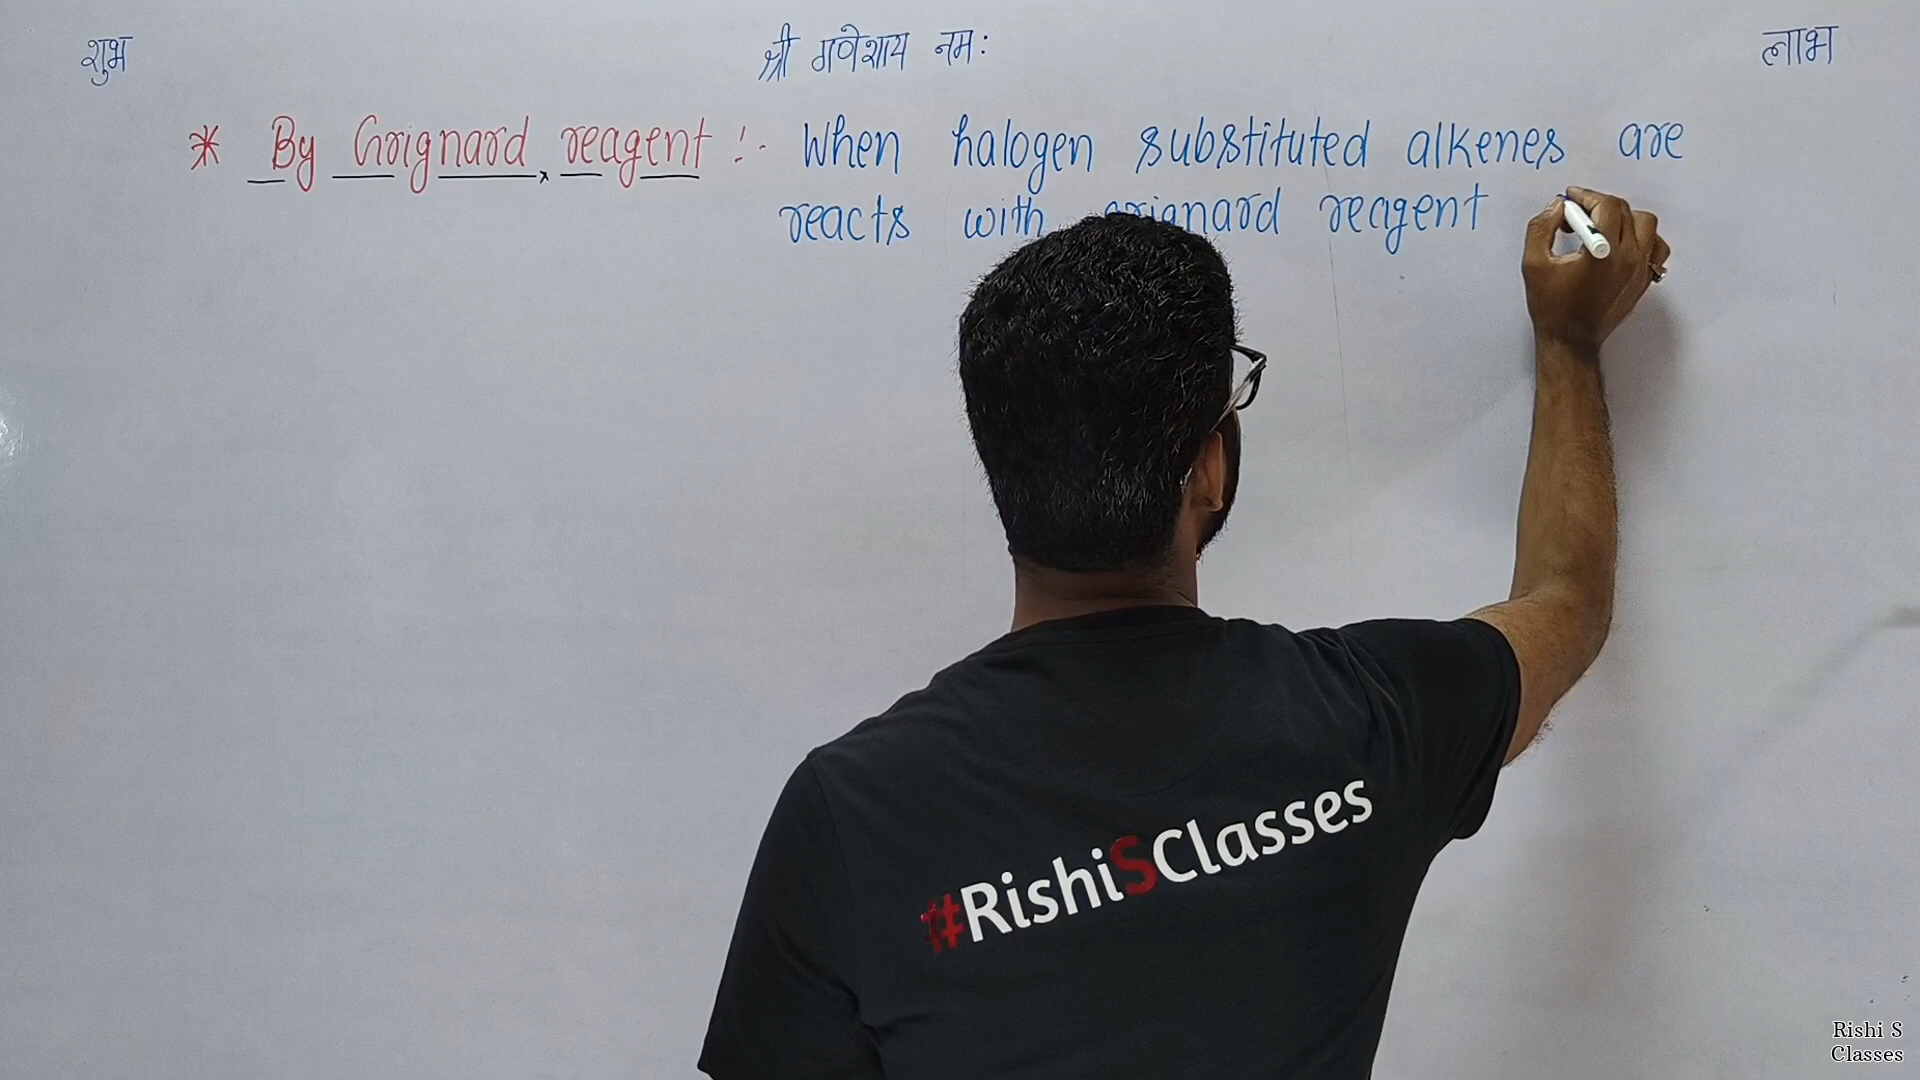 शुभ श्री गणेशाय नमः लाभ
* By Grignard reagent :- When halogen substituted alkenes are
reacts with grignard reagent
#RishiSClasses
Rishi S
Classes